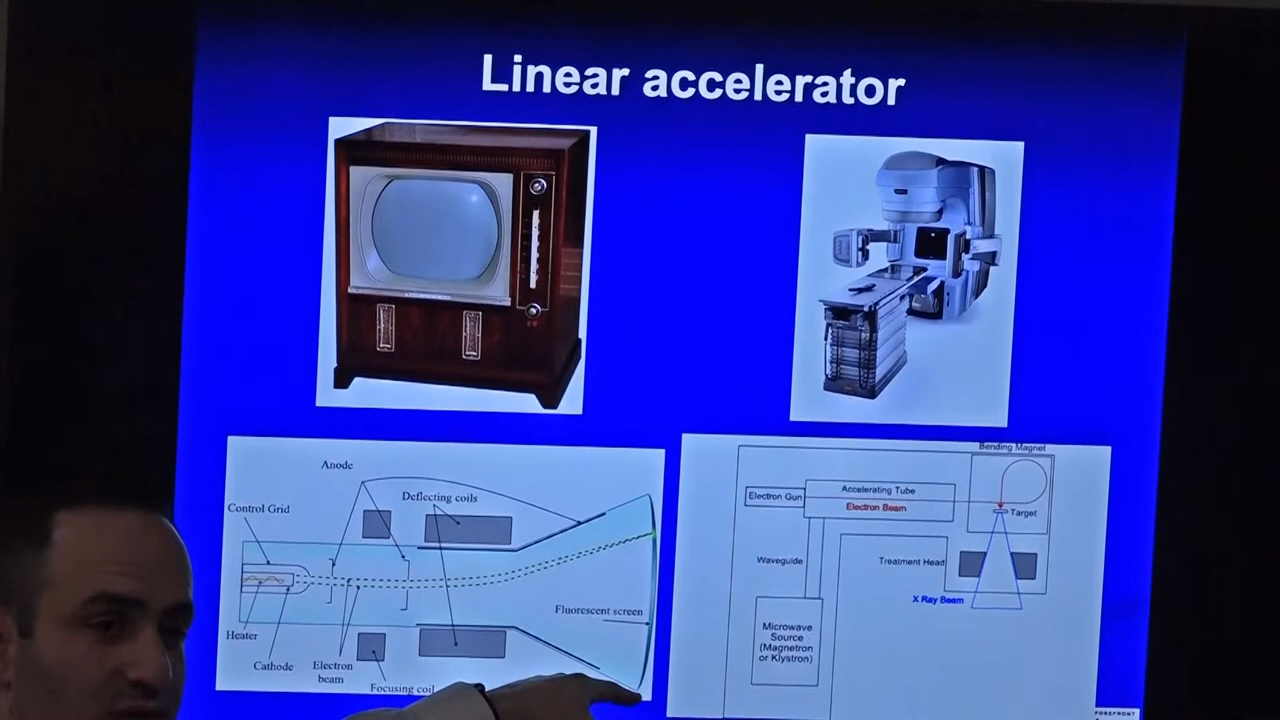 Linear accelerator
Anode
Deflecting coils
Control Grid
Fluorescent screen
Heater
Cathode
Electron
beam
Focusing coil
Bending Magnet
Electron Gun
Accelerating Tube
Electron Beam
Target
Waveguide
Treatment Head
X Ray Beam
Microwave
Source
(Magnetron
or Klystron)
FOREFRONT